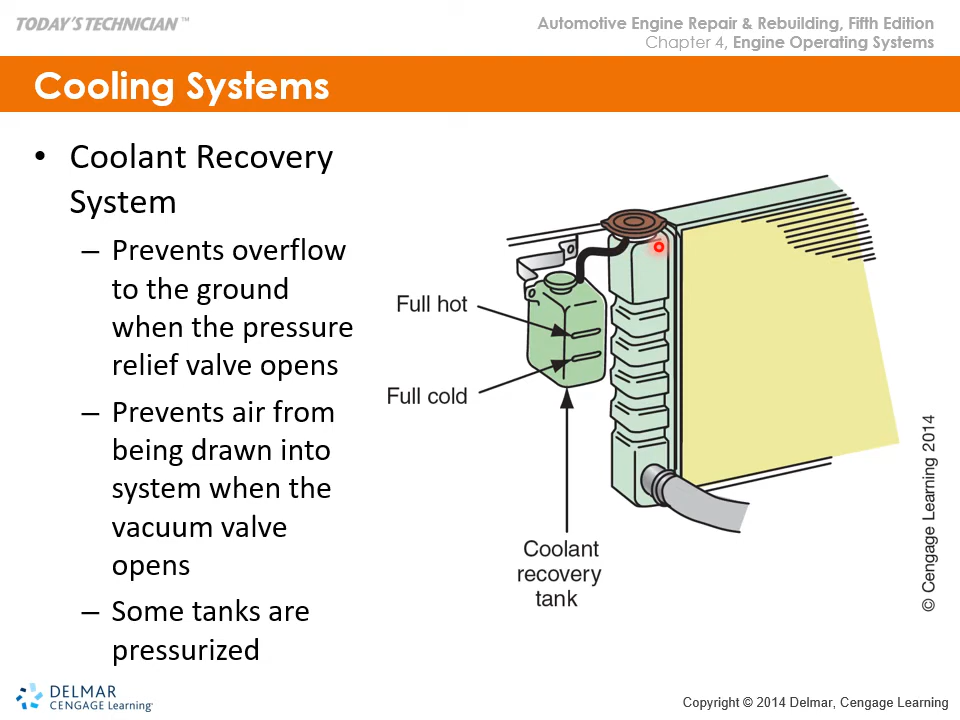 TODAY'S TECHNICIAN ™
Automotive Engine Repair & Rebuilding, Fifth Edition
Chapter 4, Engine Operating Systems
Cooling Systems
• Coolant Recovery
System
– Prevents overflow
to the ground
when the pressure
relief valve opens
– Prevents air from
being drawn into
system when the
vacuum valve
opens
– Some tanks are
pressurized
Full hot
Full cold
Coolant
recovery
tank
© Cengage Learning 2014
DELMAR
CENGAGE Learning·
Copyright © 2014 Delmar, Cengage Learning